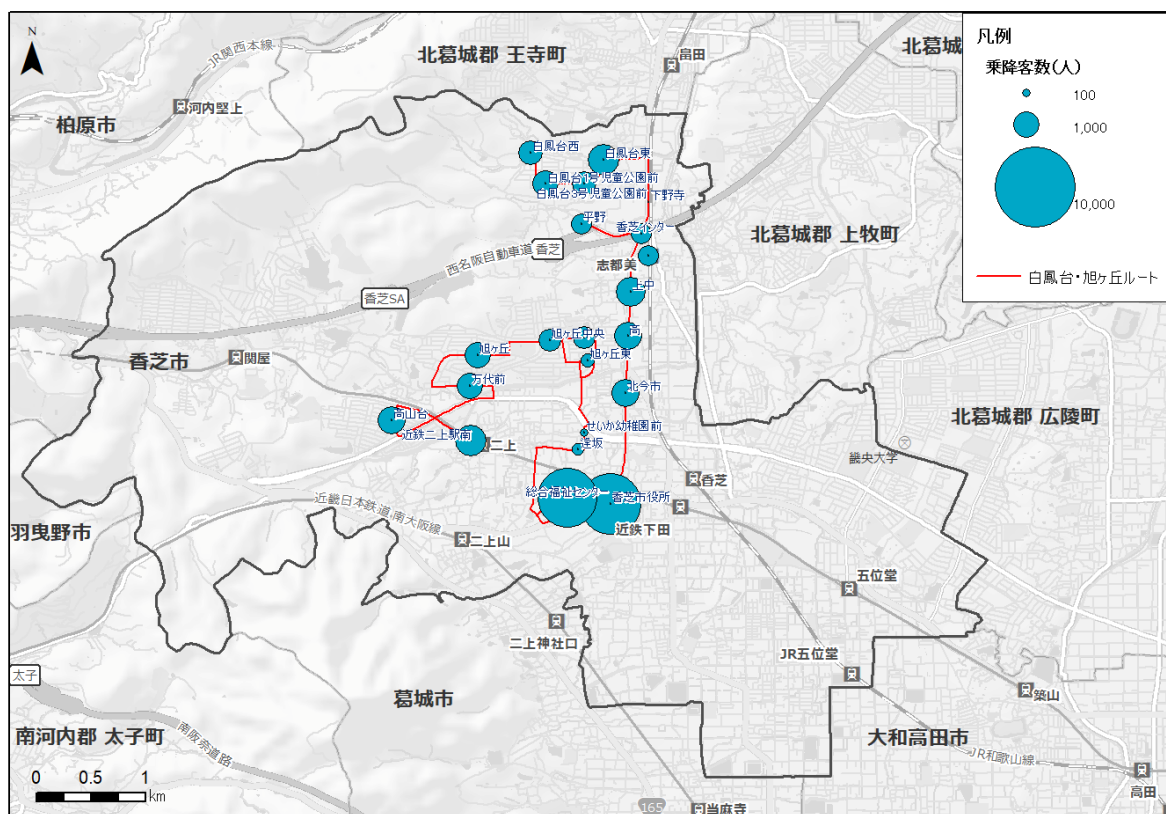 N
JR関西本線
北葛城郡 王寺町
畠田
北葛城
凡例
乗降客数(人)
100
1,000
10,000
白鳳台・旭ヶ丘ルート
河内堅上
柏原市
白鳳台西
白鳳台東
白鳳台1号児童公園前
白鳳台3号児童公園前
下野寺
平野
香芝インター
北葛城郡 上牧町
西名阪自動車道
香芝
志都美
上中
香芝SA
香芝市
関屋
旭ヶ丘中央
高
旭ヶ丘
旭ヶ丘東
万代前
北今市
高山台
近鉄二上駅南
二上
せいか幼稚園前
逢坂
北葛城郡 広陵町
畿央大学
文
香芝
総合福祉センター
香芝市役所
近鉄下田
近畿日本鉄道南大阪線
羽曳野市
二上山
五位堂
二上神社口
JR五位堂
太子
葛城市
築山
南河内郡 太子町
南阪奈道路
大和高田市
JR和歌山線
高田
0 0.5 1
km
165
当麻寺